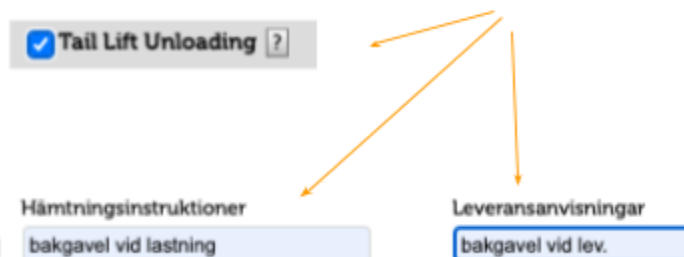 Tail Lift Unloading ?
Hämtningsinstruktioner
Leveransanvisningar
bakgavel vid lastning
bakgavel vid lev.